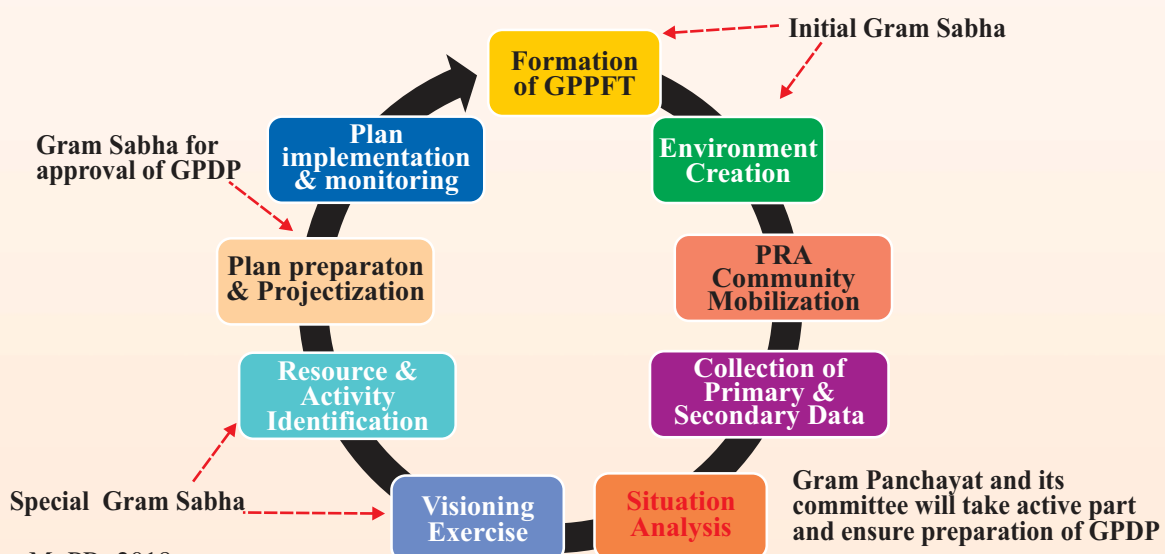 Initial Gram Sabha
Formation
of GPPFT
Environment
Creation
PRA
Community
Mobilization
Collection of
Primary &
Secondary Data
Situation
Analysis
Gram Panchayat and its
committee will take active part
and ensure preparation of GPDP
Visioning
Exercise
Special Gram Sabha
Resource &
Activity
Identification
Plan preparaton
& Projectization
Gram Sabha for
approval of GPDP
Plan
implementation
& monitoring